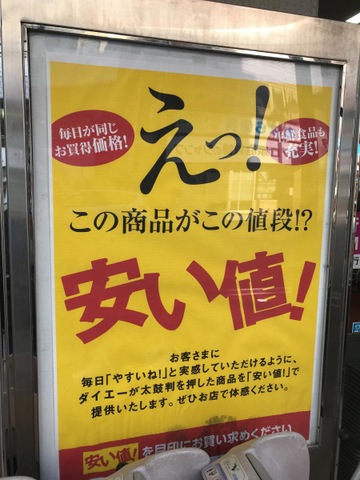 えっ!
毎日が同じ
お買得価格!
食品も
充実!
この商品がこの値段!?
安い値!
お客さまに
毎日「やすいね!」と実感していただけるように、
ダイエーが太鼓判を押した商品を「安い値!」で
提供いたします。ぜひお店で体感ください。
安い値! を目印にお買い求めください